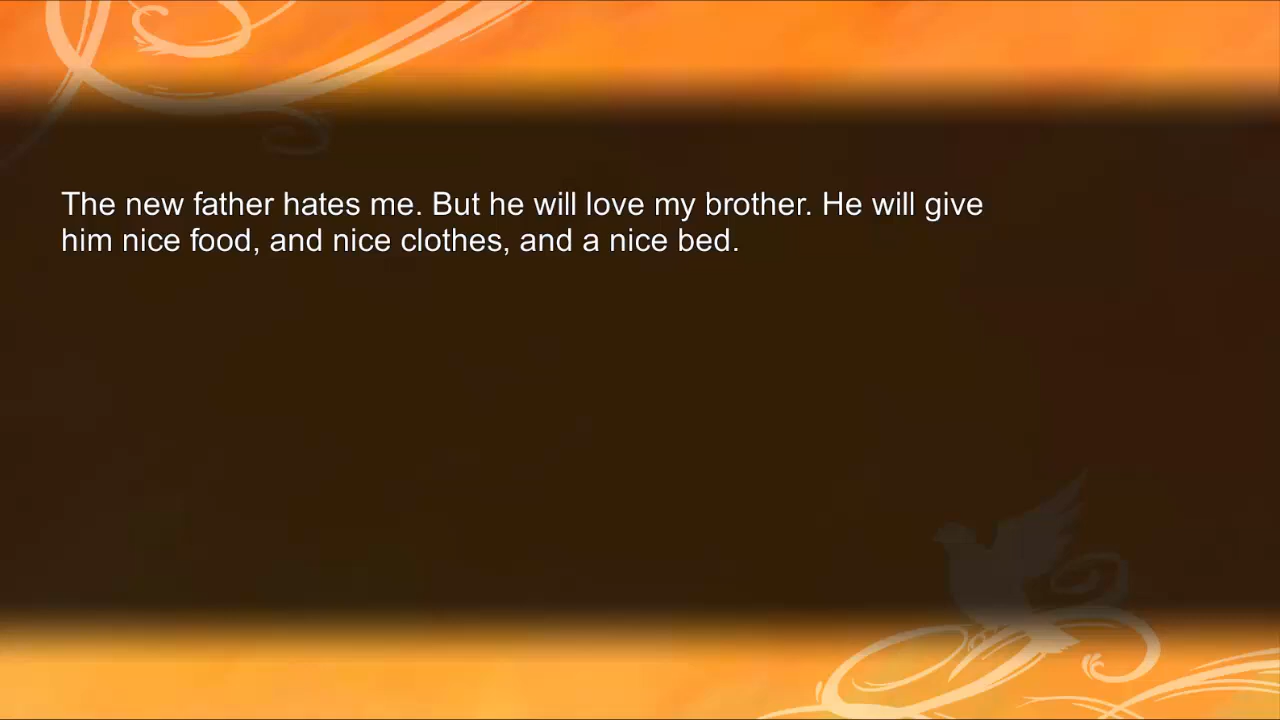 The new father hates me. But he will love my brother. He will give
him nice food, and nice clothes, and a nice bed.